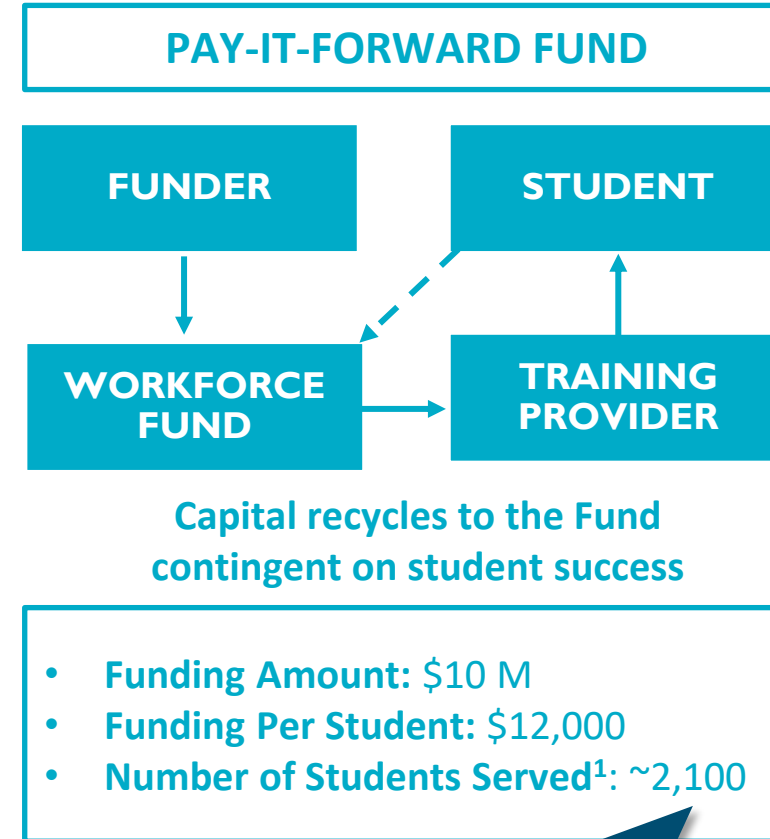 PAY-IT-FORWARD FUND
FUNDER
STUDENT
WORKFORCE
FUND
TRAINING
PROVIDER
Capital recycles to the Fund
contingent on student success
• Funding Amount: $10 M
• Funding Per Student: $12,000
• Number of Students Served¹: ~2,100